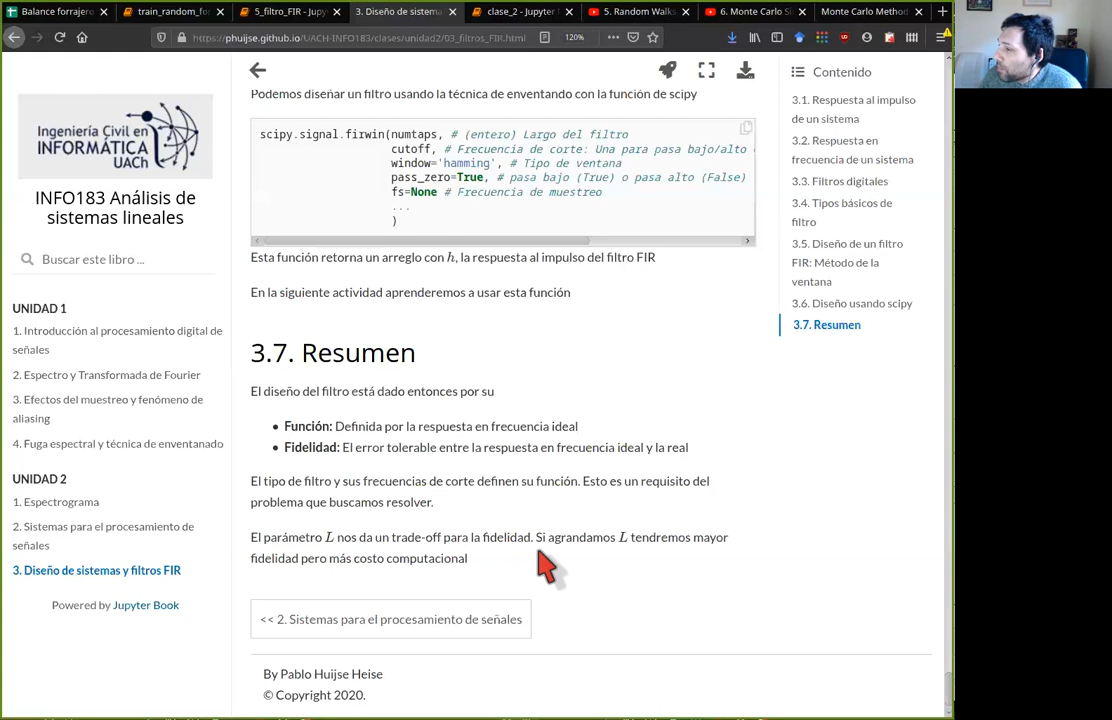 Balance forrajero
train_random_for
5_filtro_FIR - Jupyt
3. Diseño de sistema
clase_2 - Jupyter
5. Random Walks
6. Monte Carlo Si
Monte Carlo Method
https://phuijse.github.io/UACH-INFO183/clases/unidad2/03_filtros_FIR.html
120%
Ingeniería Civil en
INFORMÁTICA
UACh
INFO183 Análisis de
sistemas lineales
Buscar este libro ...
UNIDAD 1
1. Introducción al procesamiento digital de
señales
2. Espectro y Transformada de Fourier
3. Efectos del muestreo y fenómeno de
aliasing
4. Fuga espectral y técnica de enventanado
UNIDAD 2
1. Espectrograma
2. Sistemas para el procesamiento de
señales
3. Diseño de sistemas y filtros FIR
Powered by Jupyter Book
Podemos diseñar un filtro usando la técnica de enventando con la función de scipy
scipy.signal.firwin(numtaps, # (entero) Largo del filtro
cutoff, # Frecuencia de corte: Una para pasa bajo/alto
window='hamming', # Tipo de ventana
pass_zero=True, # pasa bajo (True) o pasa alto (False)
fs=None # Frecuencia de muestreo
...
)
Esta función retorna un arreglo con h, la respuesta al impulso del filtro FIR
En la siguiente actividad aprenderemos a usar esta función
3.7. Resumen
El diseño del filtro está dado entonces por su
• Función: Definida por la respuesta en frecuencia ideal
• Fidelidad: El error tolerable entre la respuesta en frecuencia ideal y la real
El tipo de filtro y sus frecuencias de corte definen su función. Esto es un requisito del
problema que buscamos resolver.
El parámetro L nos da un trade-off para la fidelidad. Si agrandamos L tendremos mayor
fidelidad pero más costo computacional
<< 2. Sistemas para el procesamiento de señales
By Pablo Huijse Heise
© Copyright 2020.
Contenido
3.1. Respuesta al impulso
de un sistema
3.2. Respuesta en
frecuencia de un sistema
3.3. Filtros digitales
3.4. Tipos básicos de
filtro
3.5. Diseño de un filtro
FIR: Método de la
ventana
3.6. Diseño usando scipy
3.7. Resumen